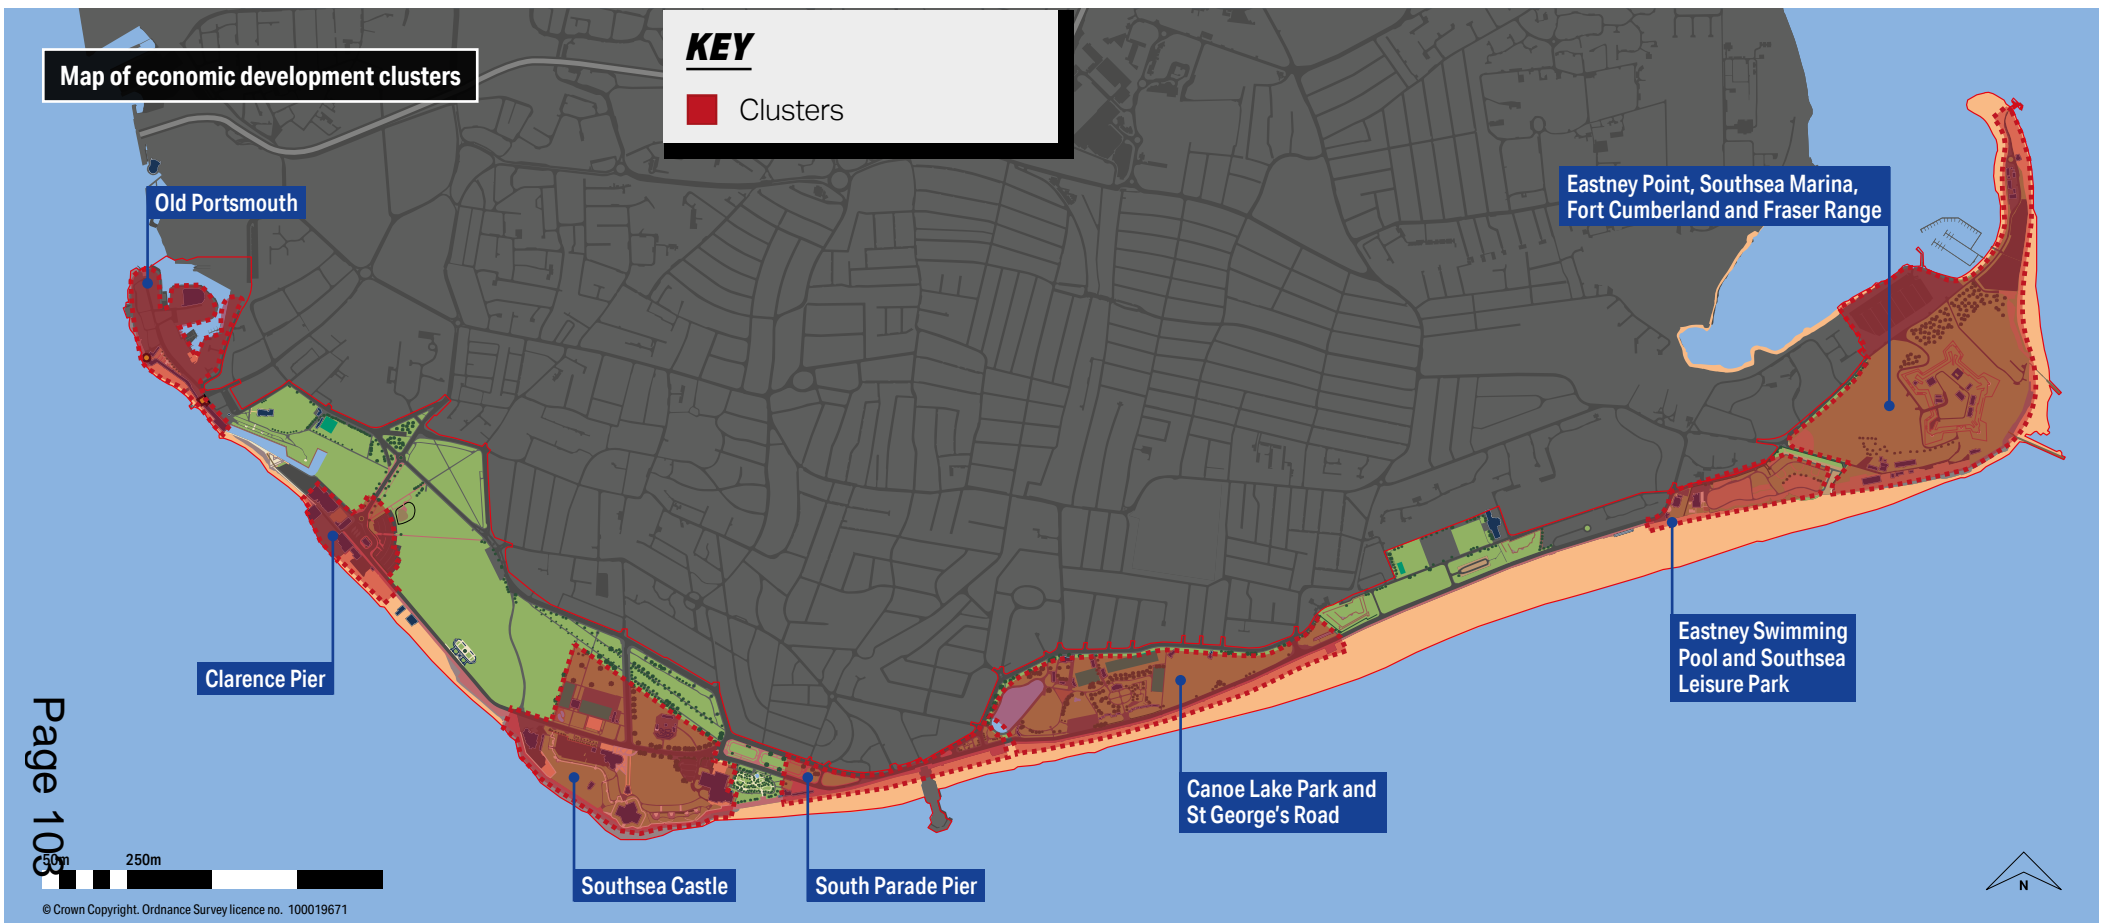 Map of economic development clusters
KEY
Clusters
Old Portsmouth
Eastney Point, Southsea Marina,
Fort Cumberland and Fraser Range
Clarence Pier
Eastney Swimming
Pool and Southsea
Leisure Park
Canoe Lake Park and
St George's Road
Southsea Castle
South Parade Pier
Page 103
50m
250m
© Crown Copyright. Ordnance Survey licence no. 100019671
N